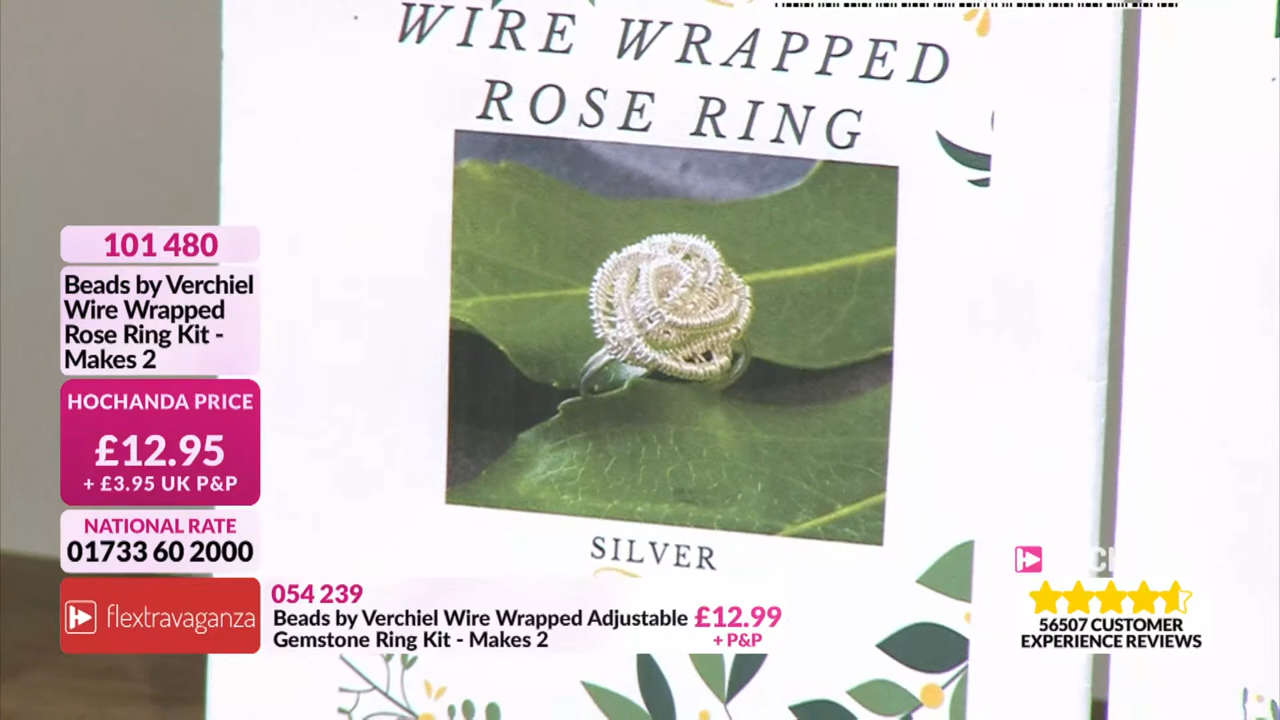 WIRE WRAPPED
ROSE RING
SILVER
101 480
Beads by Verchiel
Wire Wrapped
Rose Ring Kit -
Makes 2
HOCHANDA PRICE
£12.95
+ £3.95 UK P&P
NATIONAL RATE
01733 60 2000
flextravaganza
054 239
Beads by Verchiel Wire Wrapped Adjustable
Gemstone Ring Kit - Makes 2
£12.99
+ P&P
56507 CUSTOMER
EXPERIENCE REVIEWS